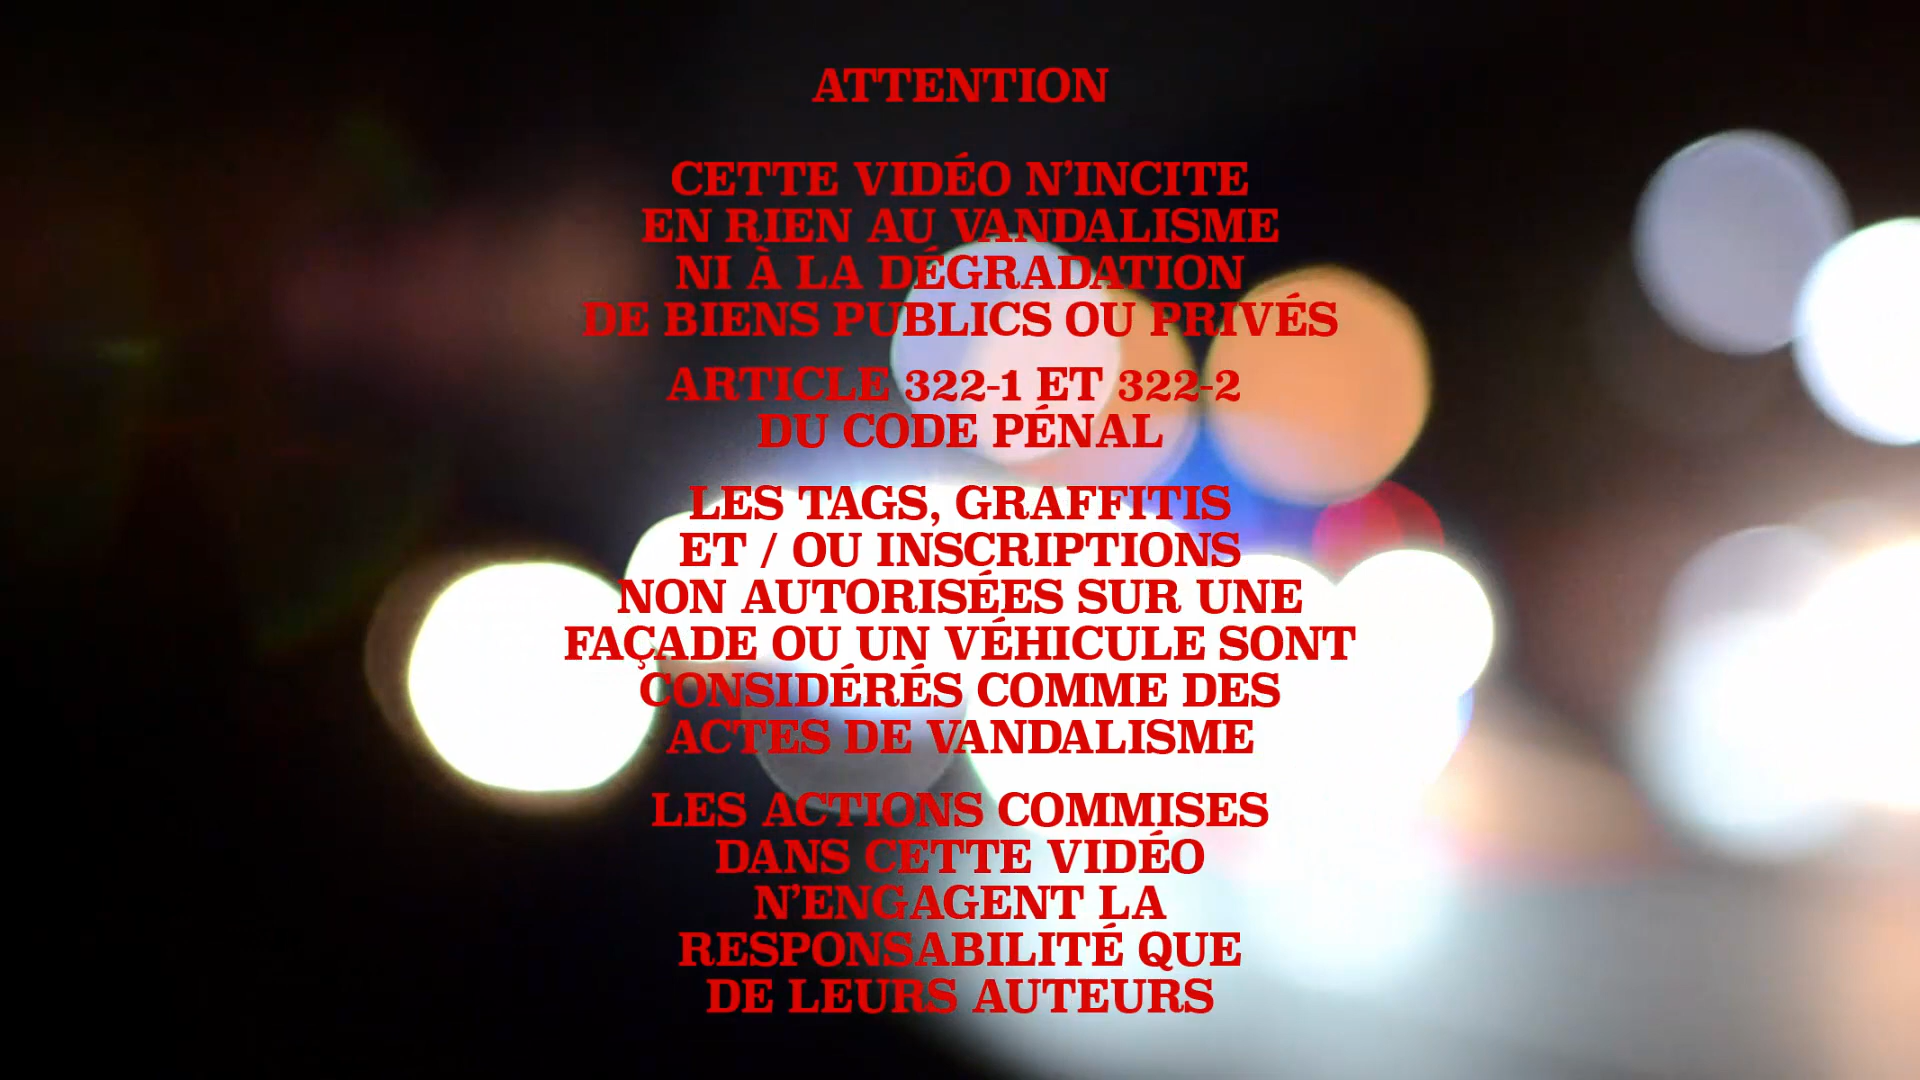 ATTENTION
CETTE VIDÉO N'INCITE
EN RIEN AU VANDALISME
NI À LA DÉGRADATION
DE BIENS PUBLICS OU PRIVÉS
ARTICLE 322-1 ET 322-2
DU CODE PÉNAL
LES TAGS, GRAFFITIS
ET / OU INSCRIPTIONS
NON AUTORISÉES SUR UNE
FAÇADE OU UN VÉHICULE SONT
CONSIDÉRÉS COMME DES
ACTES DE VANDALISME
LES ACTIONS COMMISES
DANS CETTE VIDÉO
N'ENGAGENT LA
RESPONSABILITÉ QUE
DE LEURS AUTEURS